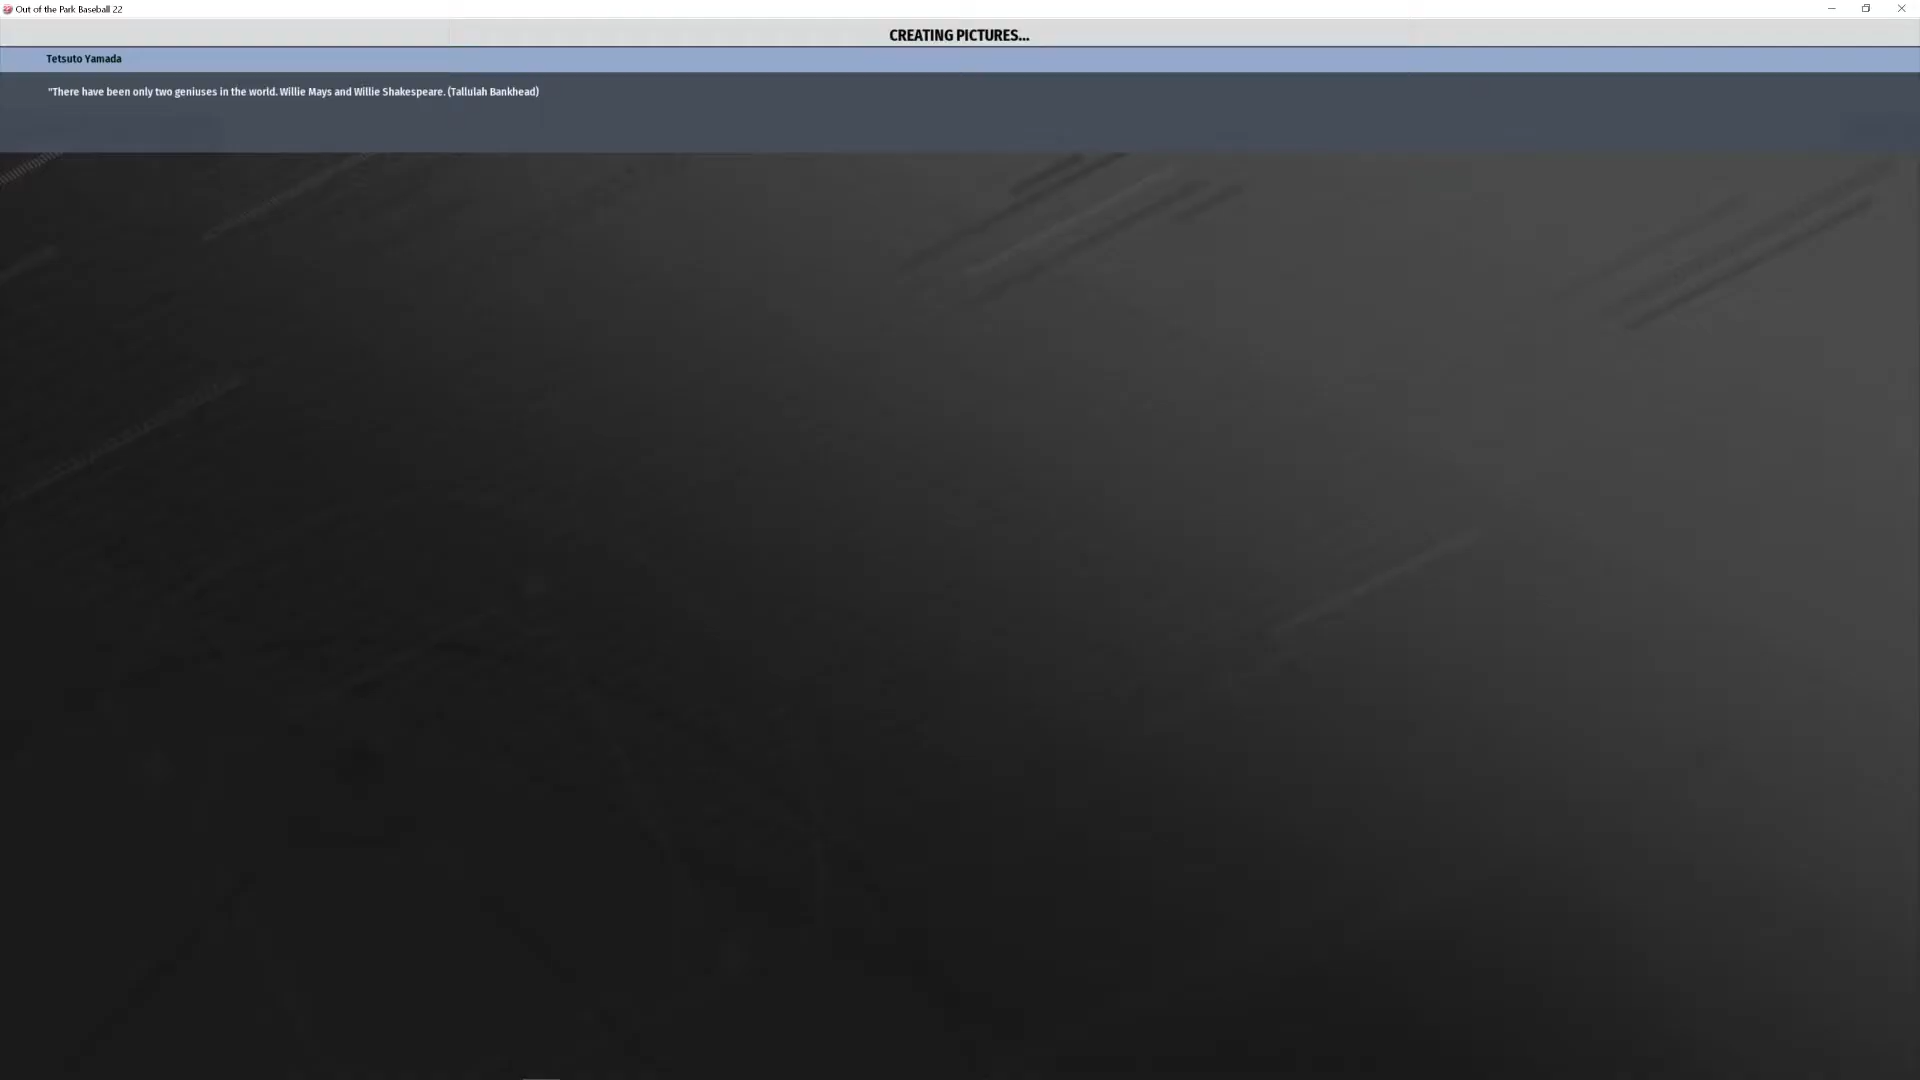 Out of the Park Baseball 22
CREATING PICTURES...
Tetsuto Yamada
"There have been only two geniuses in the world. Willie Mays and Willie Shakespeare. (Tallulah Bankhead)